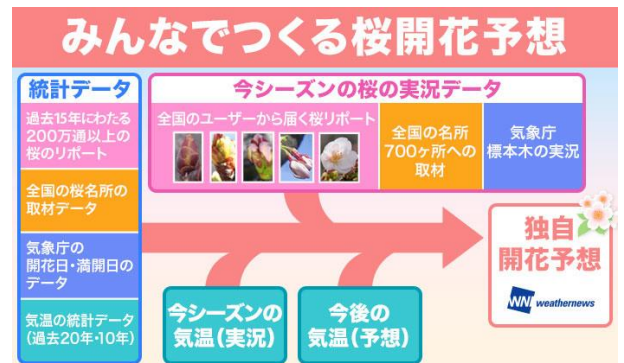 みんなでつくる桜開花予想
統計データ
過去15年にわたる
200万通以上の
桜のリポート
全国の桜名所の
取材データ
気象庁の
開花日・満開日の
データ
気温の統計データ
(過去20年・10年)
今シーズンの桜の実況データ
全国のユーザーから届く桜リポート
全国の名所
700ヶ所への
取材
気象庁
標本木の実況
今シーズンの
気温(実況)
今後の
気温(予想)
独自
開花予想
WN weathernews